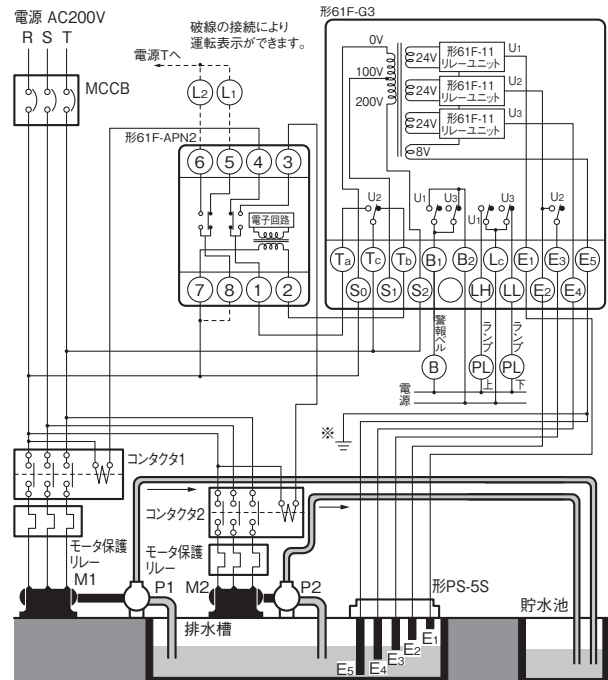 電源 AC200V
R S T
MCCB
破線の接続により
運転表示ができます。
電源Tへ
L2 L1
形61F-APN2
6 5 4 3
電子回路
7 8 1 2
形61F-G3
0V
100V
200V
24V
形61F-11
リレーユニット
U1
24V
形61F-11
リレーユニット
U2
24V
形61F-11
リレーユニット
U3
8V
U2
U1 U3
U1 U3
U2
Ta Tc Tb B1 B2 Lc E1 E3 E5
S0 S1 S2 LH LL E2 E4
警報ベル
ランプ
ランプ
B
PL
上
PL
下
電源
※
コンタクタ1
コンタクタ2
モータ保護
リレー
モータ保護
リレー
M1
P1
M2
P2
形PS-5S
排水槽
貯水池
E5 E4 E3 E2 E1